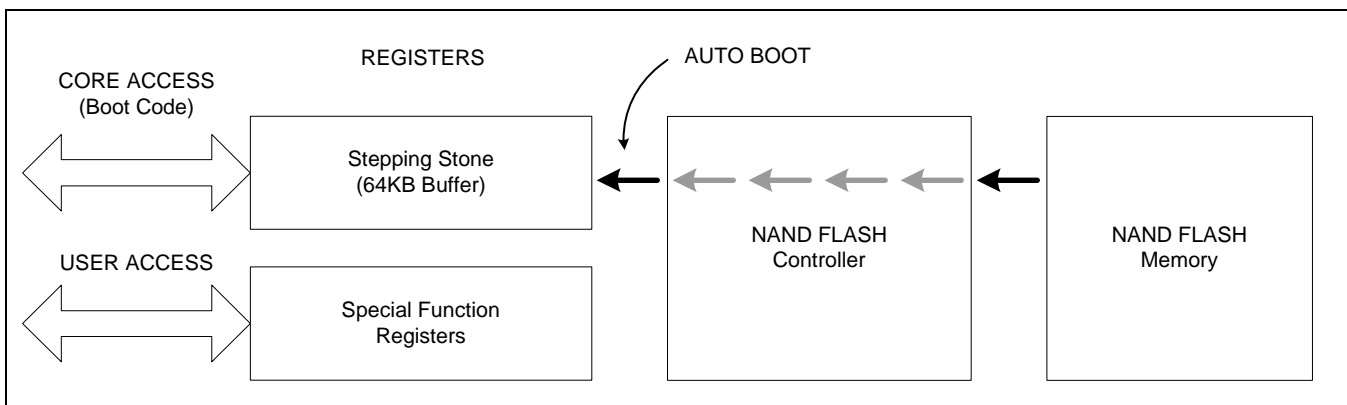 REGISTERS
AUTO BOOT
CORE ACCESS
(Boot Code)
Stepping Stone
(64KB Buffer)
NAND FLASH
Controller
NAND FLASH
Memory
USER ACCESS
Special Function
Registers